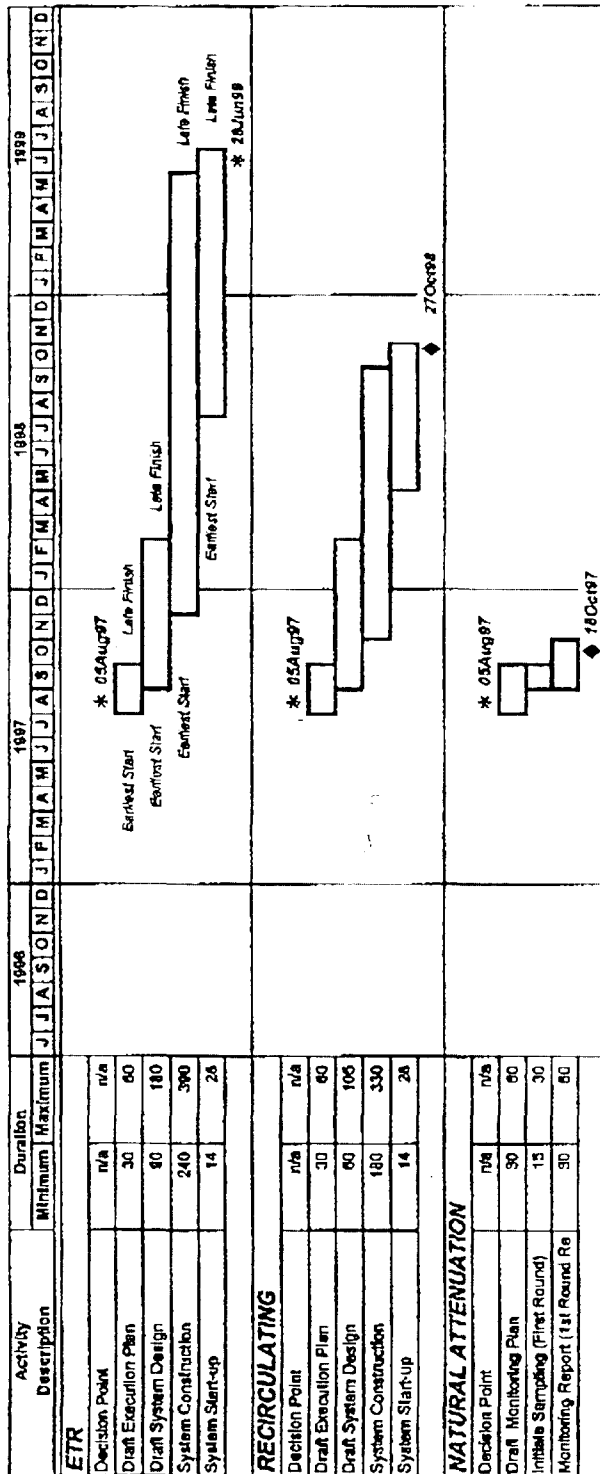 Activity Description Duration 1996 1997 1998 1999
Minimum Maximum J J A S O N D J F M A M J J A S O N D J F M A M J J A S O N D J F M A M J J A S O N D
ETR
Decision Point n/a n/a * 05Aug97
Draft Execution Plan 30 60 Earliest Start Late Finish
Draft System Design 90 180 Earliest Start Late Finish
System Construction 240 390 Earliest Start Late Finish
System Start-up 14 28 Earliest Start Late Finish
* 28Jun99
RECIRCULATING
Decision Point n/a n/a * 05Aug97
Draft Execution Plan 30 60
Draft System Design 60 105
System Construction 180 330
System Start-up 14 28
27Oct98
NATURAL ATTENUATION
Decision Point n/a n/a * 05Aug97
Draft Monitoring Plan 30 60
Initiate Sampling (First Round) 15 30
Monitoring Report (1st Round Re 30 60
18Oct97